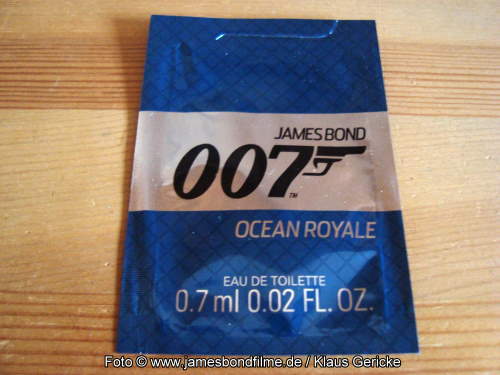 JAMES BOND
007
™
OCEAN ROYALE
EAU DE TOILETTE
0.7 ml 0.02 FL. OZ.
Foto © www.jamesbondfilme.de / Klaus Gericke